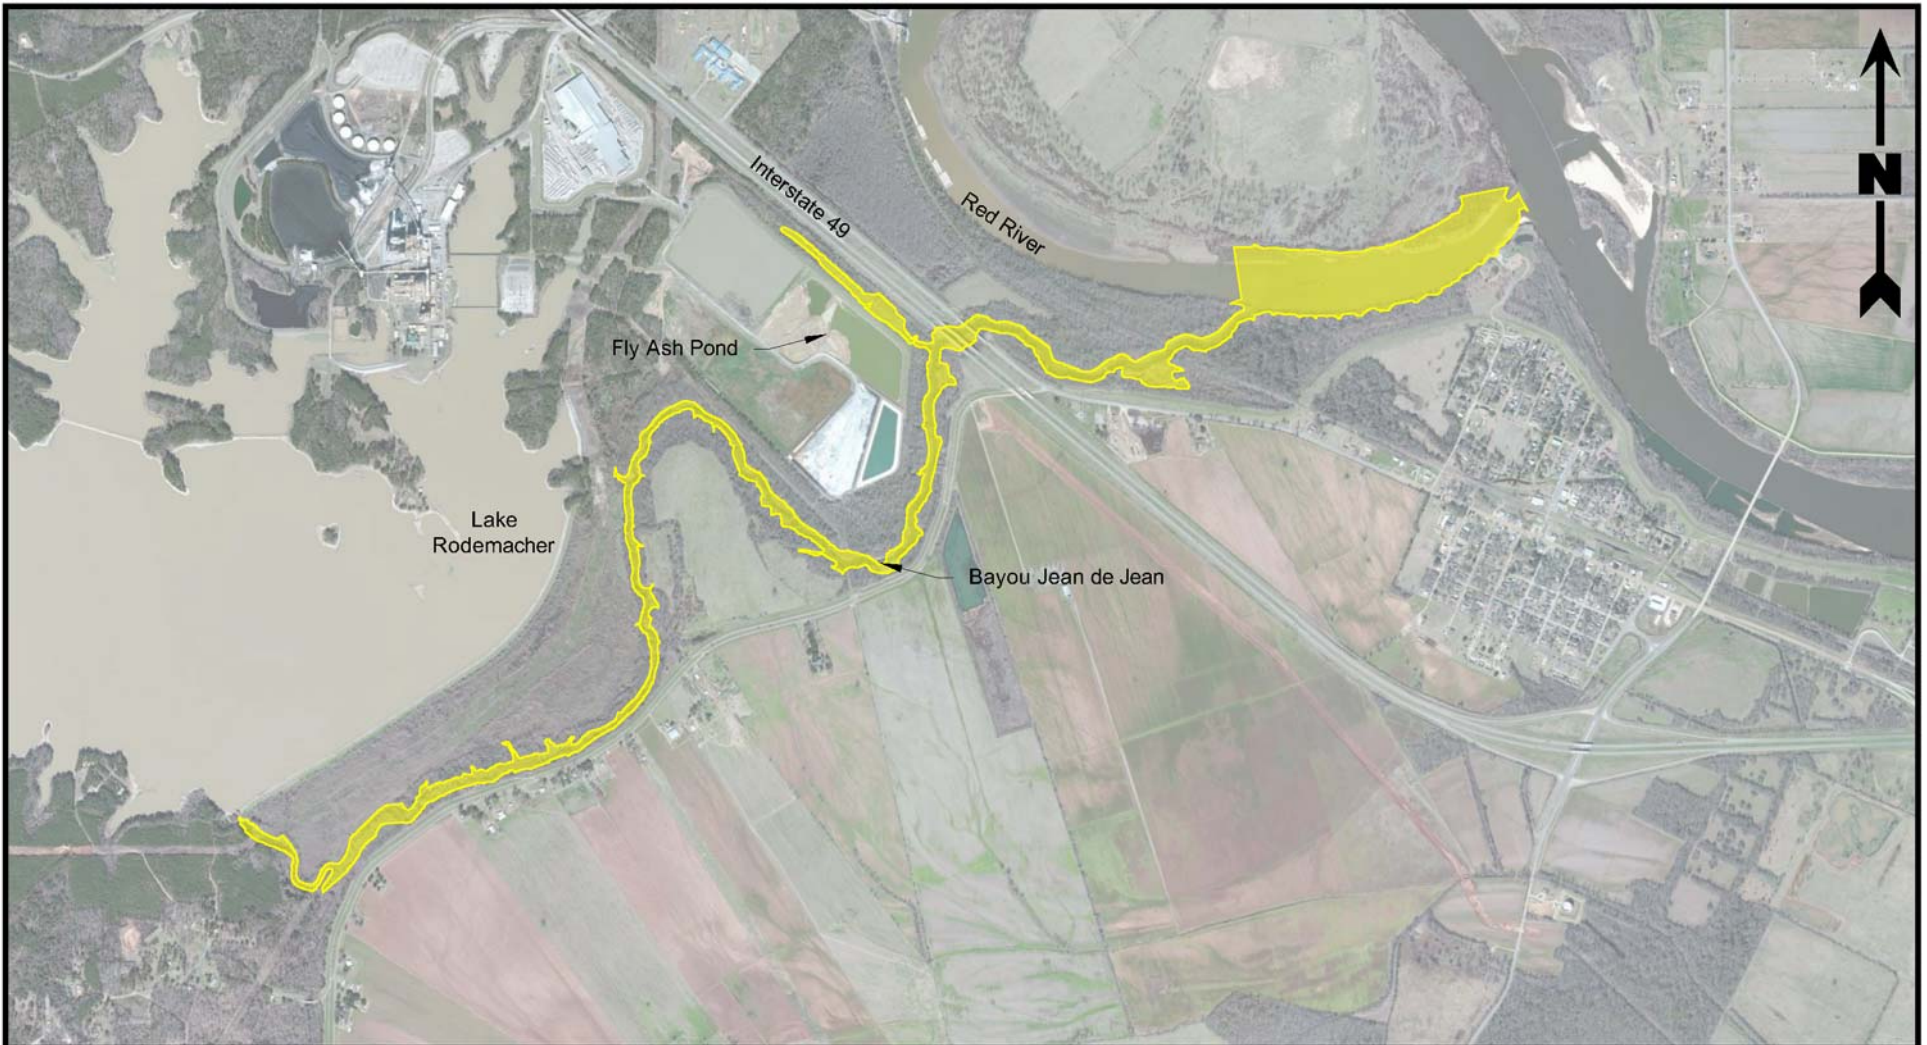 N
Interstate 49
Red River
Fly Ash Pond
Lake
Rodemacher
Bayou Jean de Jean